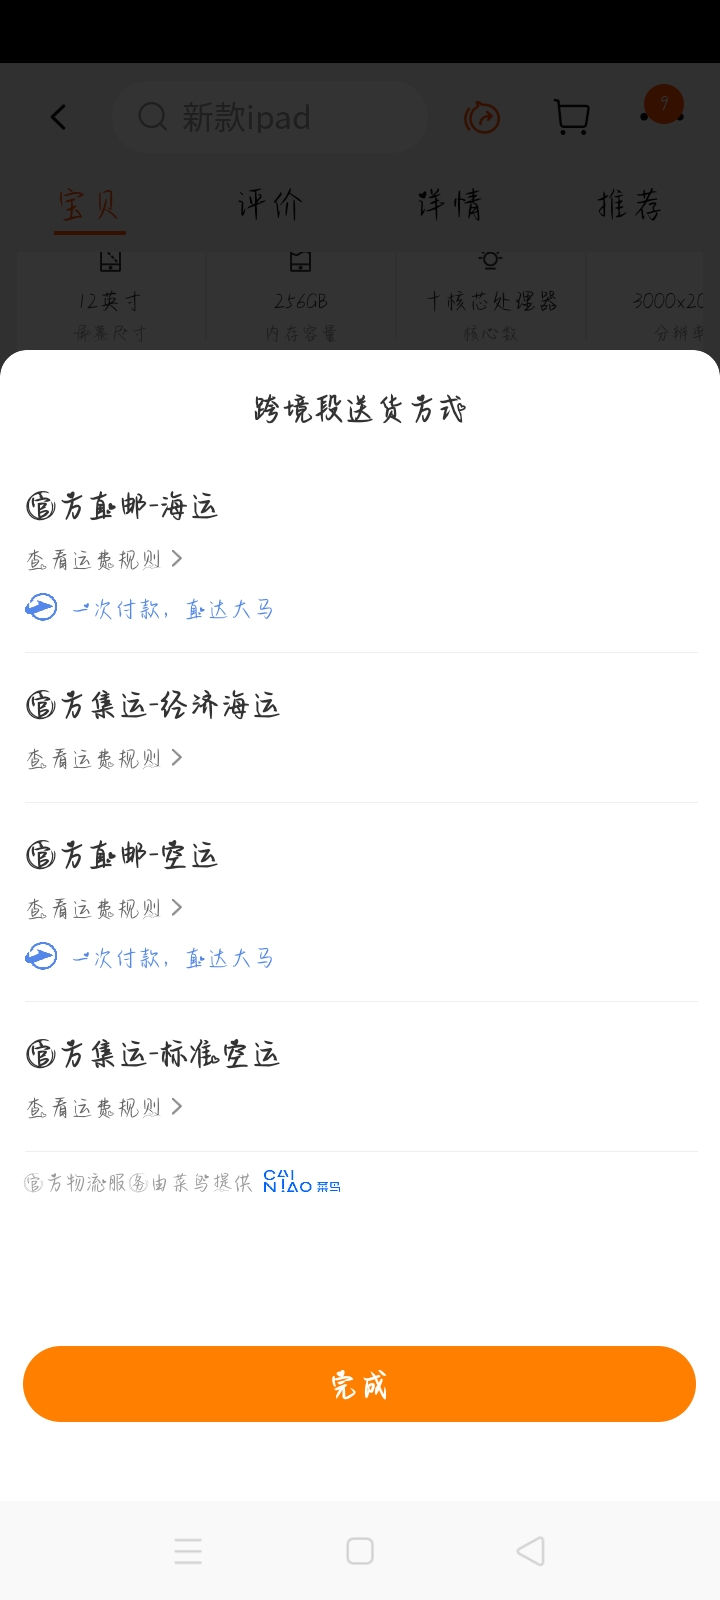 新款ipad
9
宝贝 评价 详情 推荐
12英寸 256GB 十核芯处理器 3000x20
屏幕尺寸 内存容量 核心数 分辨率
跨境段送货方式
官方直邮-海运
查看运费规则 >
一次付款，直达大马
官方集运-经济海运
查看运费规则 >
官方直邮-空运
查看运费规则 >
一次付款，直达大马
官方集运-标准空运
查看运费规则 >
官方物流服务由菜鸟提供 CAI NIAO 菜鸟
完成